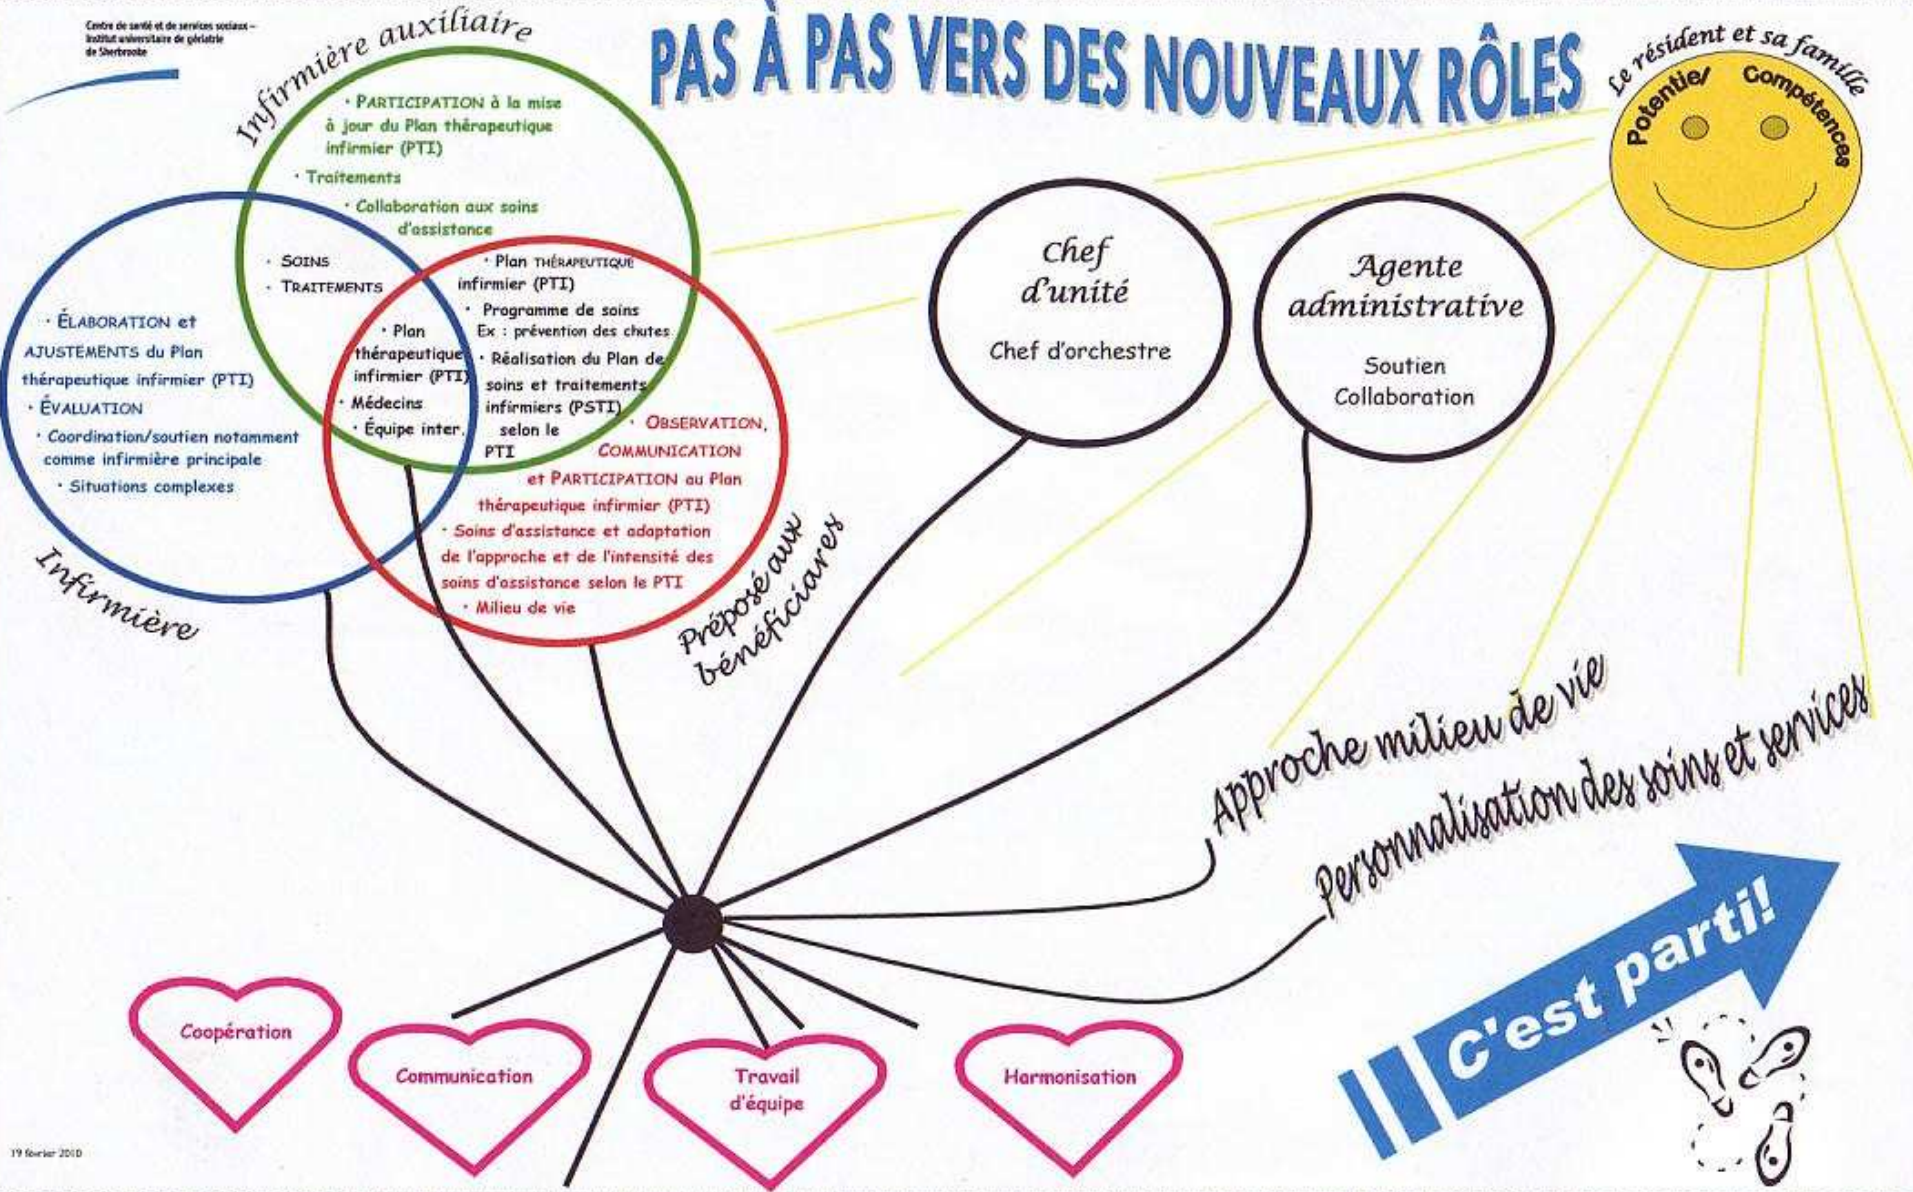 Centre de santé et de services sociaux –
Institut universitaire de gériatrie
de Sherbrooke
PAS À PAS VERS DES NOUVEAUX RÔLES
Le résident et sa famille
Potentiel Compétences
Infirmière auxiliaire
· PARTICIPATION à la mise
à jour du Plan thérapeutique
infirmier (PTI)
· Traitements
· Collaboration aux soins
d'assistance
· SOINS
· TRAITEMENTS
· Plan THÉRAPEUTIQUE
infirmier (PTI)
· Programme de soins
Ex : prévention des chutes
· Réalisation du Plan de
soins et traitements
infirmiers (PSTI)
selon le
PTI
· Plan
thérapeutique
infirmier (PTI)
· Médecins
· Équipe inter.
· ÉLABORATION et
AJUSTEMENTS du Plan
thérapeutique infirmier (PTI)
· ÉVALUATION
· Coordination/soutien notamment
comme infirmière principale
· Situations complexes
Infirmière
· OBSERVATION,
COMMUNICATION
et PARTICIPATION au Plan
thérapeutique infirmier (PTI)
· Soins d'assistance et adaptation
de l'approche et de l'intensité des
soins d'assistance selon le PTI
· Milieu de vie
Préposé aux
bénéficiares
Chef
d'unité
Chef d'orchestre
Agente
administrative
Soutien
Collaboration
Approche milieu de vie
Personnalisation des soins et services
C'est parti!
Coopération
Communication
Travail
d'équipe
Harmonisation
19 février 2010